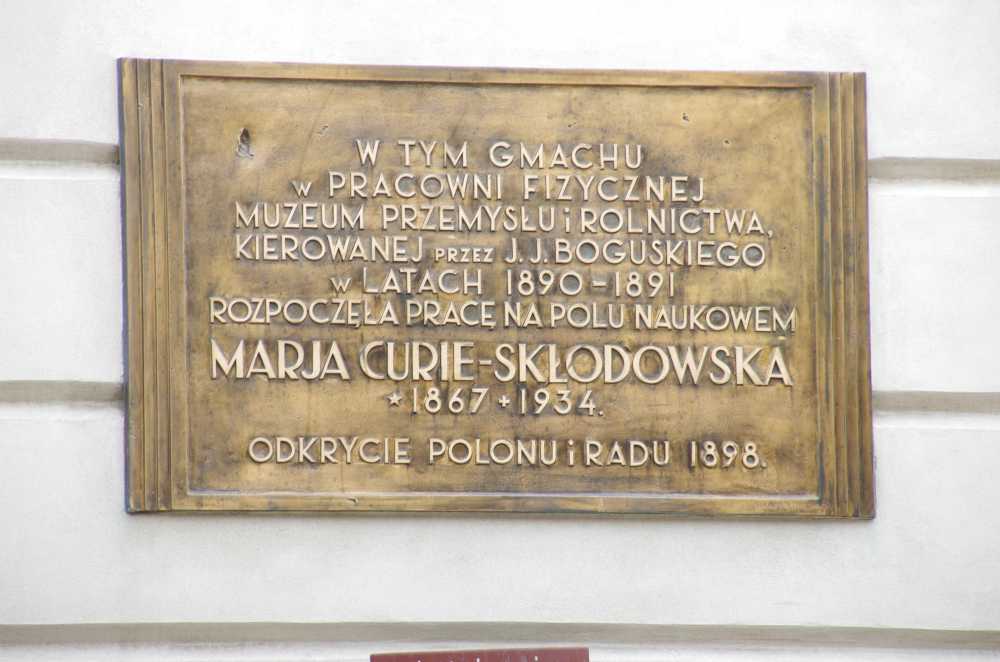 W TYM GMACHU
W PRACOWNI FIZYCZNEJ
MUZEUM PRZEMYSŁU i ROLNICTWA,
KIEROWANEJ PRZEZ J.J. BOGUSKIEGO
W LATACH 1890-1891
ROZPOCZĘŁA PRACĘ NA POLU NAUKOWEM
MARJA CURIE-SKŁODOWSKA
* 1867 + 1934.
ODKRYCIE POLONU i RADU 1898.